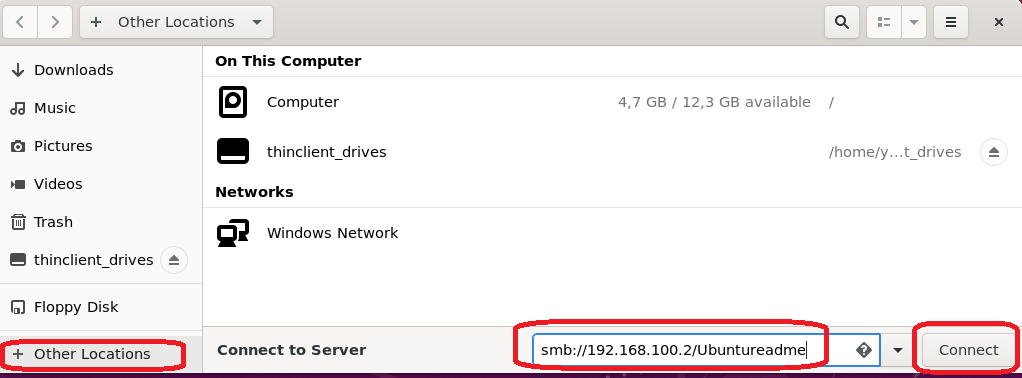 Other Locations
Downloads
Music
Pictures
Videos
Trash
thinclient_drives
Floppy Disk
+ Other Locations
On This Computer
Computer 4,7 GB / 12,3 GB available /
thinclient_drives /home/y…t_drives
Networks
Windows Network
Connect to Server smb://192.168.100.2/Ubuntureadme Connect